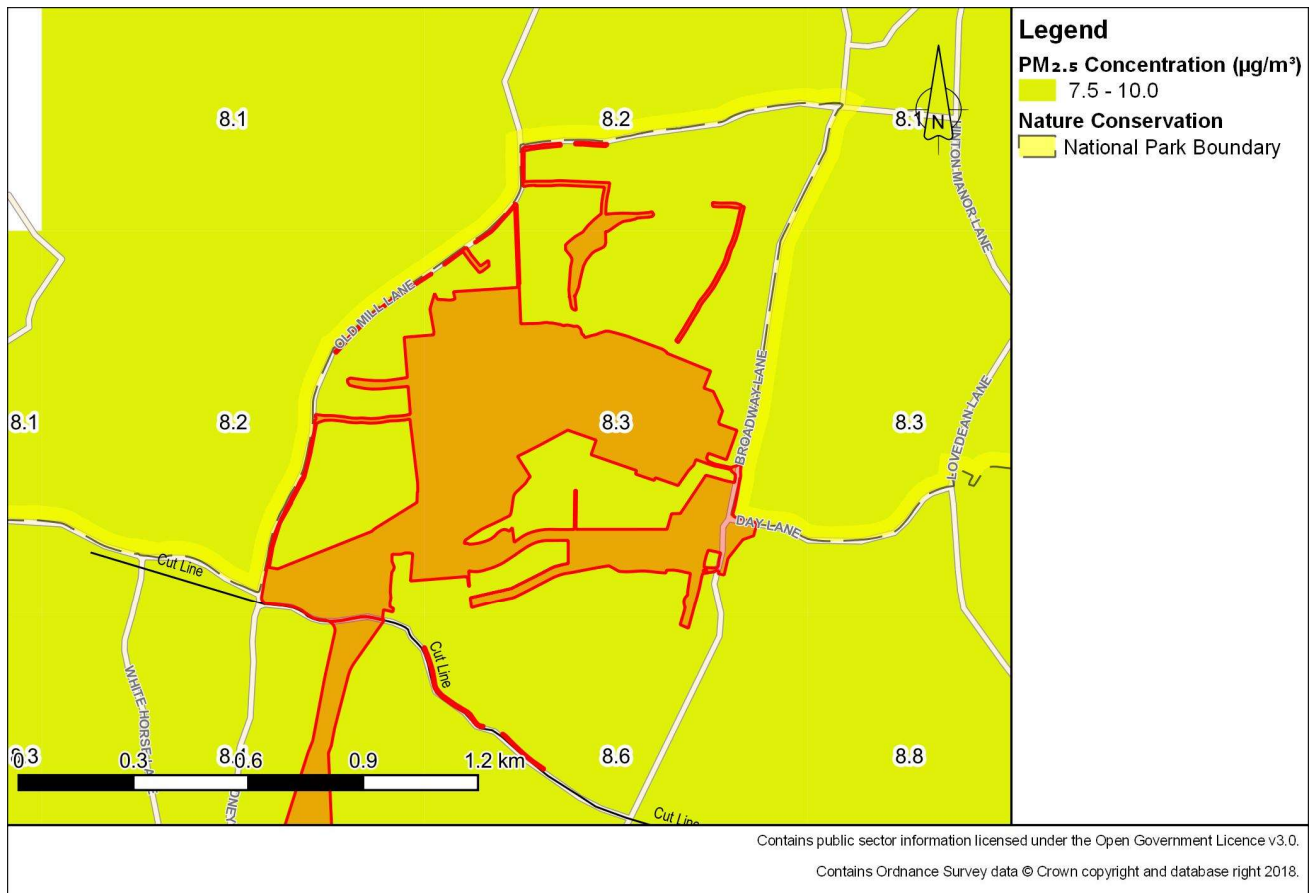 8.1
8.2
8.1
HINTON MANOR LANE
OLD MILL LANE
BROADWAY LANE
LOVEDEAN LANE
8.1
8.2
8.3
8.3
DAY LANE
Cut Line
Cut Line
WHITE HORSE
8.6
8.8
0 0.3 0.6 0.9 1.2 km
Cut Line
Legend
PM₂.₅ Concentration (µg/m³)
7.5 - 10.0
Nature Conservation
National Park Boundary
N
Contains public sector information licensed under the Open Government Licence v3.0.
Contains Ordnance Survey data © Crown copyright and database right 2018.